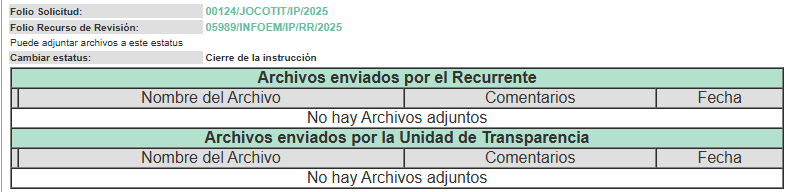 Folio Solicitud: 00124/JOCOTIT/IP/2025
Folio Recurso de Revisión: 05989/INFOEM/IP/RR/2025
Puede adjuntar archivos a este estatus
Cambiar estatus: Cierre de la instrucción
Archivos enviados por el Recurrente
Nombre del Archivo Comentarios Fecha
No hay Archivos adjuntos
Archivos enviados por la Unidad de Transparencia
Nombre del Archivo Comentarios Fecha
No hay Archivos adjuntos